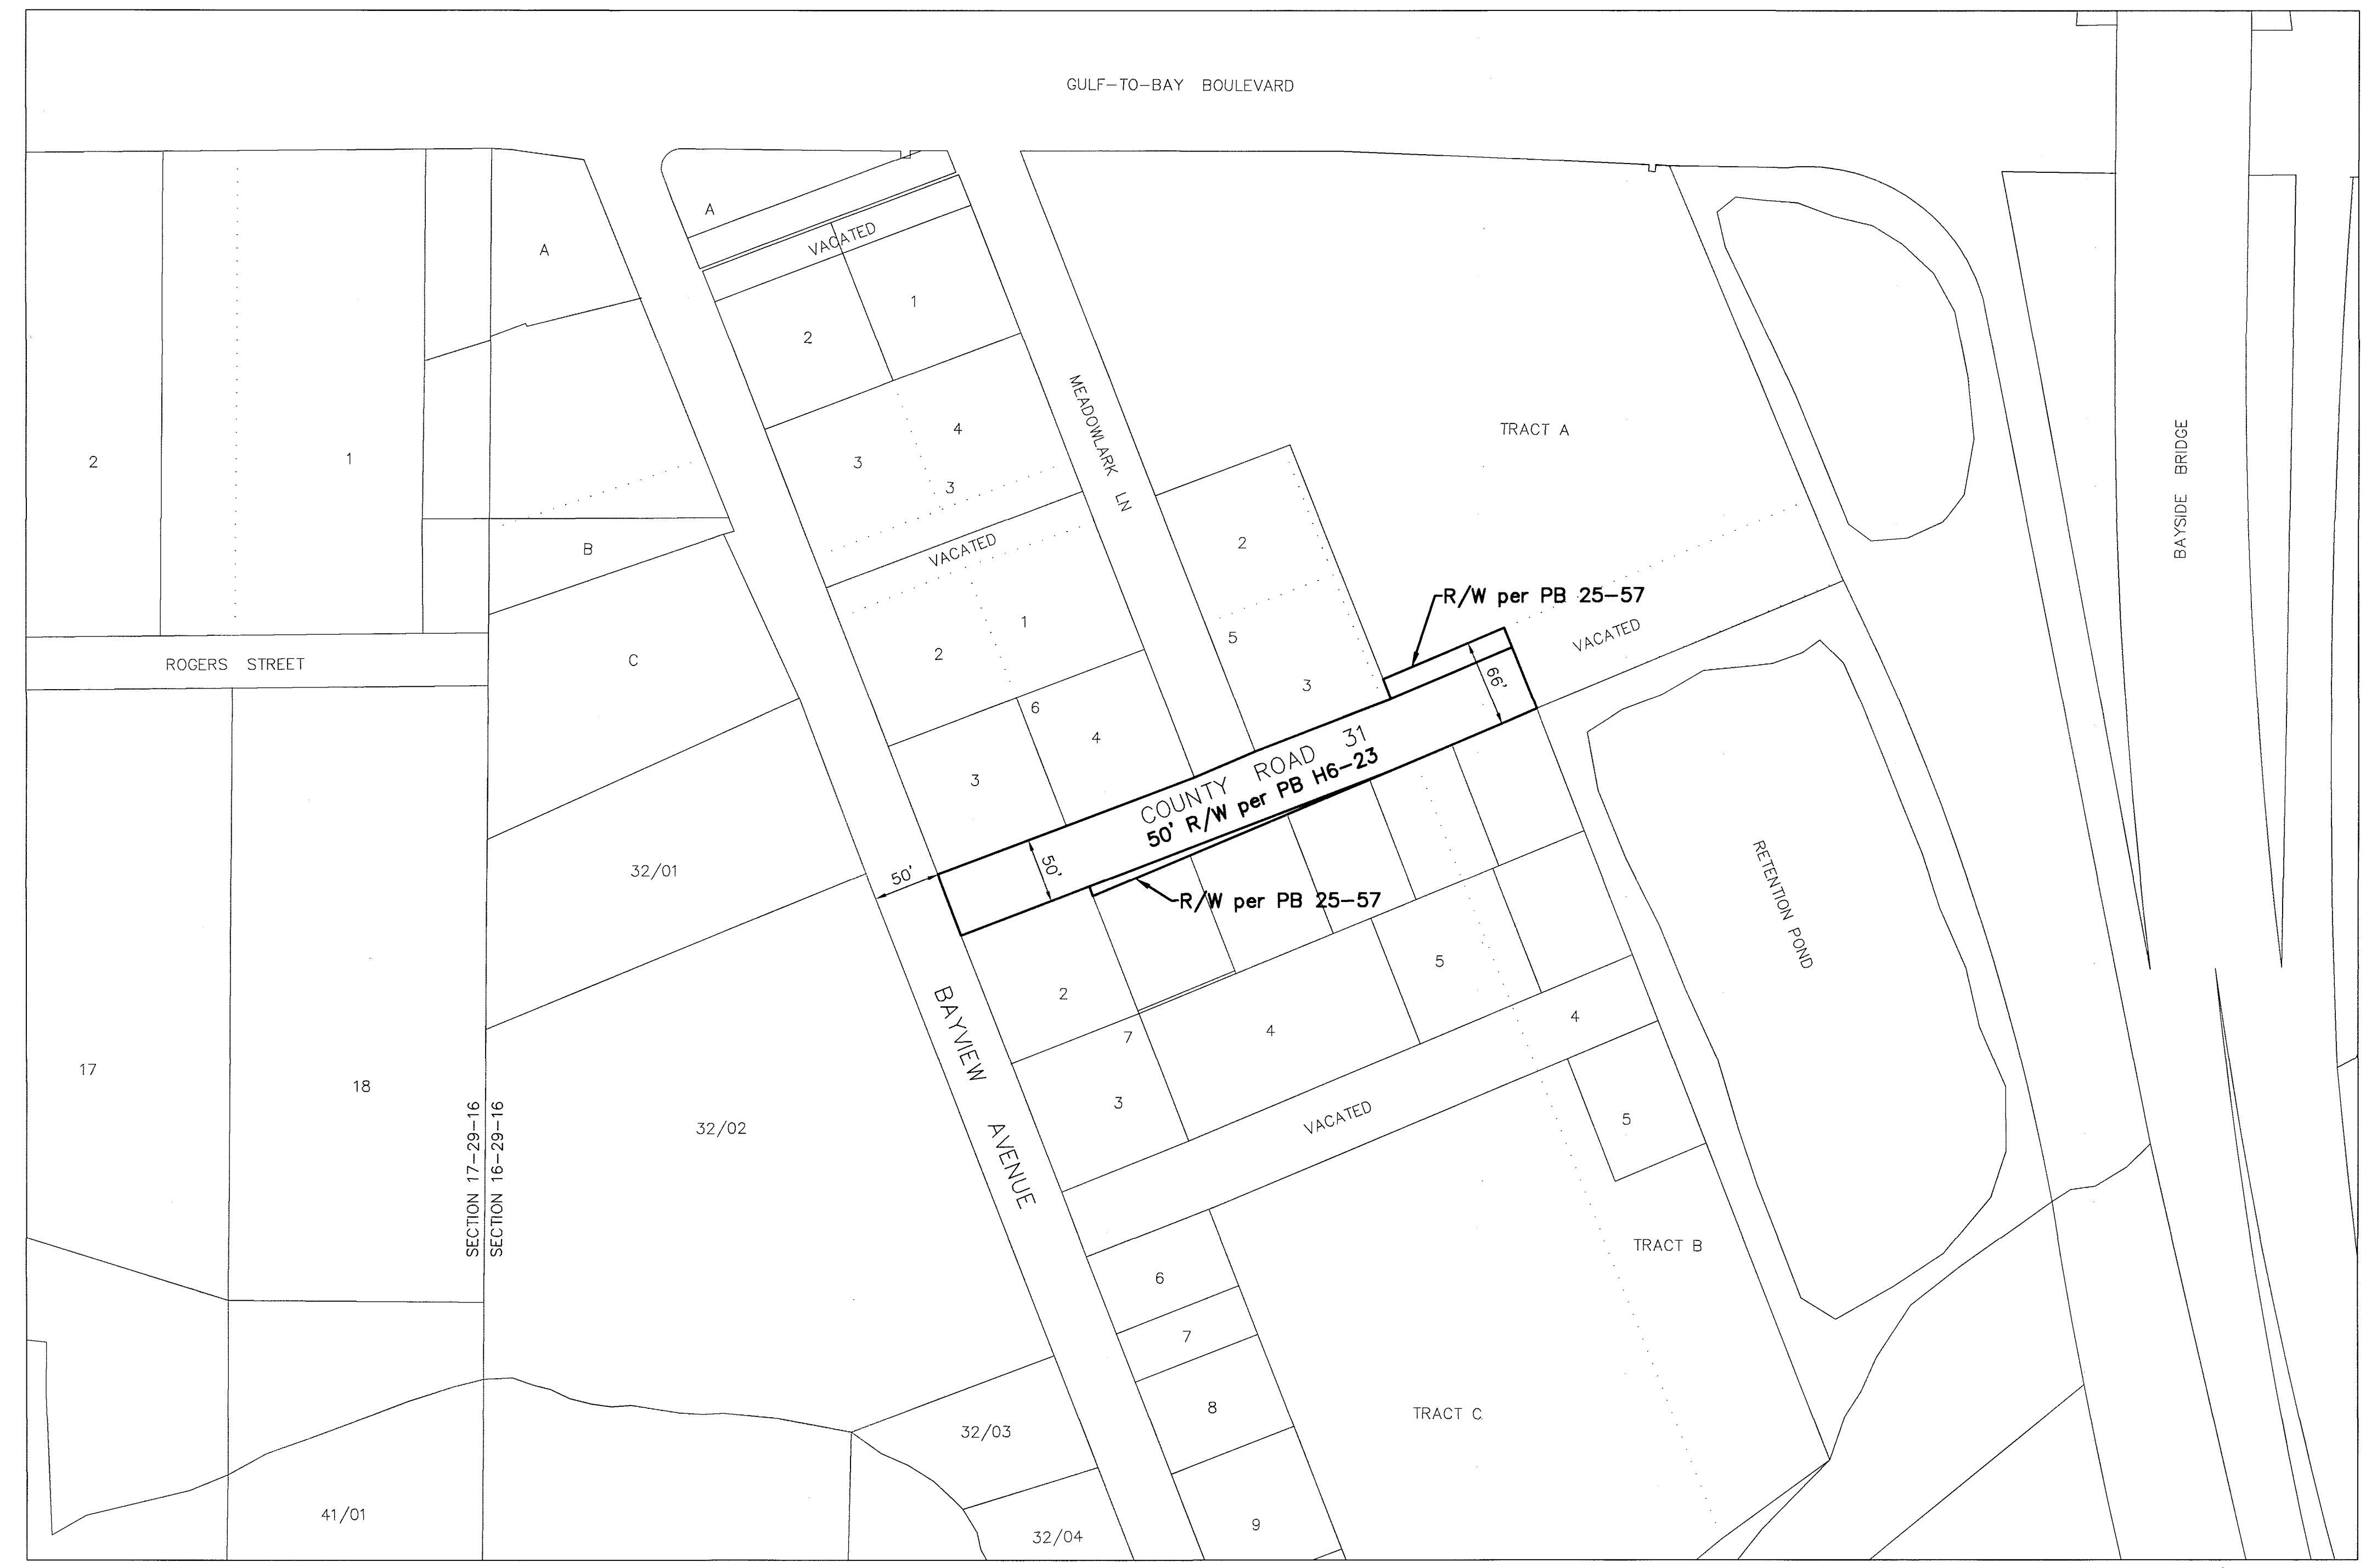 GULF-TO-BAY BOULEVARD
A
A
VACATED
1
2
MEADOWLARK LN
4
3
3
TRACT A
2
1
BAYSIDE BRIDGE
B
VACATED
2
R/W per PB 25-57
1
2
5
VACATED
ROGERS STREET
C
3
66'
6
4
3
COUNTY ROAD 31
50' R/W per PB H6-23
50'
50'
32/01
R/W per PB 25-57
RETENTION POND
5
2
BAYVIEW AVENUE
7
4
4
17
18
3
VACATED
5
SECTION 17-29-16
SECTION 16-29-16
32/02
TRACT B
6
7
8
TRACT C
32/03
41/01
9
32/04